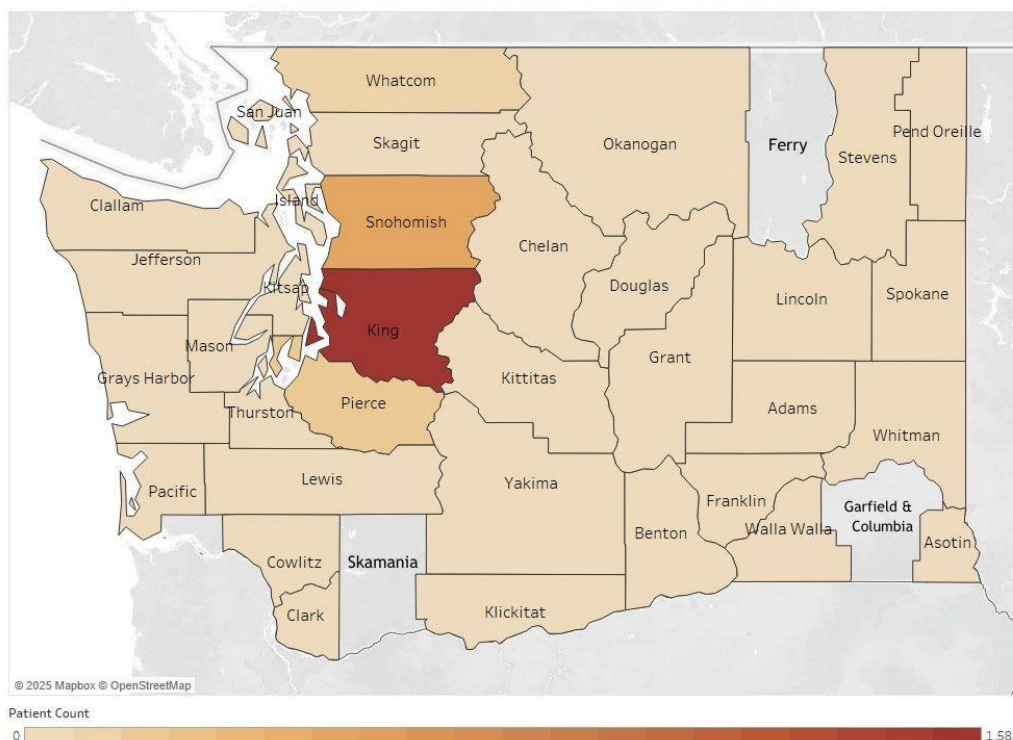 Whatcom
San Juan
Skagit
Okanogan
Ferry
Stevens
Pend Oreille
Clallam
Island
Snohomish
Jefferson
Chelan
Kitsap
Douglas
Lincoln
Spokane
King
Mason
Grant
Grays Harbor
Kittitas
Pierce
Thurston
Adams
Whitman
Lewis
Yakima
Pacific
Franklin
Garfield &
Columbia
Walla Walla
Benton
Asotin
Cowlitz
Skamania
Clark
Klickitat
© 2025 Mapbox © OpenStreetMap
Patient Count
0 1.58